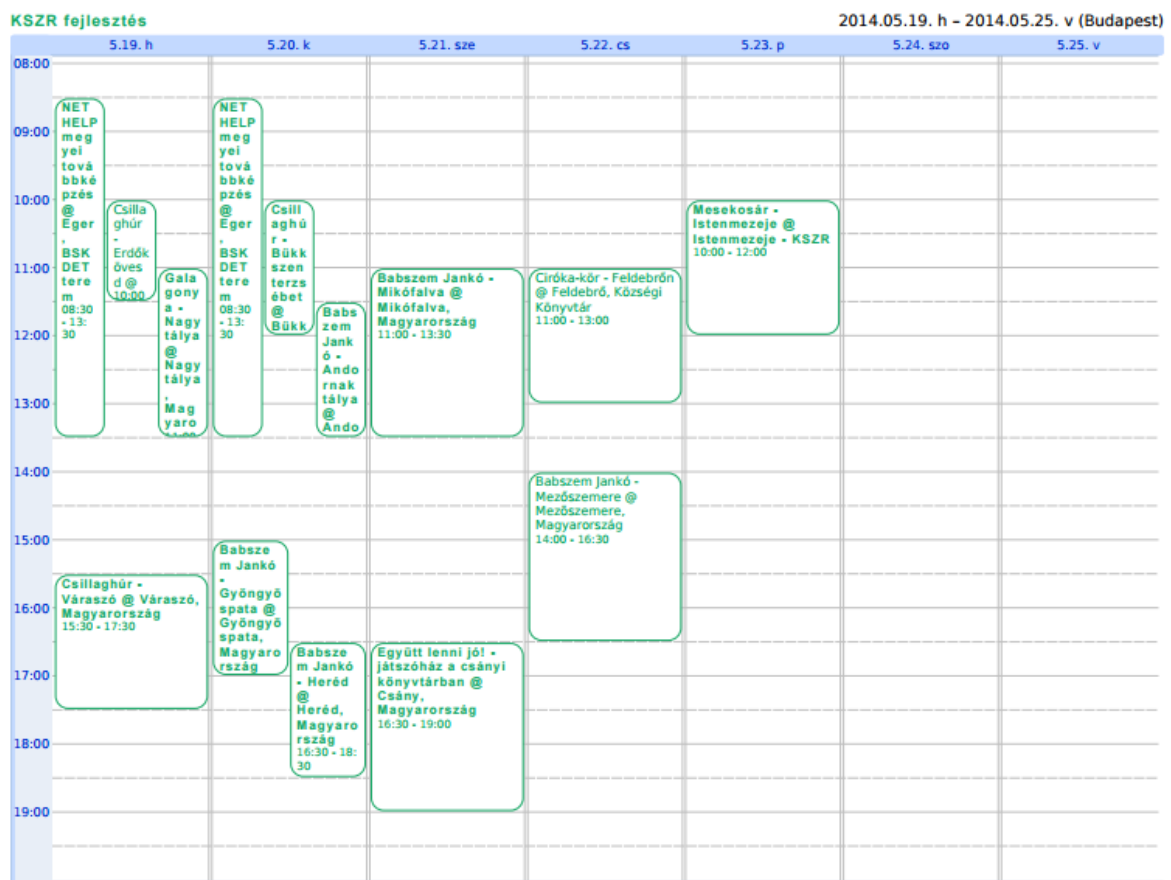 KSZR fejlesztés
2014.05.19. h – 2014.05.25. v (Budapest)
5.19. h
5.20. k
5.21. sze
5.22. cs
5.23. p
5.24. szo
5.25. v
08:00
09:00
10:00
11:00
12:00
13:00
14:00
15:00
16:00
17:00
18:00
19:00
NET
HELP
meg
yei
tová
bbké
pzés
@
Eger
,
BSK
DET
tere
m
08:30
- 13:
30
Csilla
ghúr
-
Erdők
öves
d @
10:00
Gala
gony
a -
Nagy
tálya
@
Nagy
tálya
,
Mag
yaro
Csillaghúr -
Váraszó @ Váraszó,
Magyarország
15:30 - 17:30
NET
HELP
meg
yei
tová
bbké
pzés
@
Eger
,
BSK
DET
tere
m
08:30
- 13:
30
Csill
aghú
r -
Bükk
szen
terzs
ébet
@
Bükk
Babs
zem
Jank
ó -
Ando
rnak
tálya
@
Ando
Babsze
m Jankó
-
Gyöngyö
spata @
Gyöngyö
spata,
Magyaro
rszág
Babsze
m Jankó
- Heréd
@
Heréd,
Magyaro
rszág
16:30 - 18:
30
Babszem Jankó -
Mikófalva @
Mikófalva,
Magyarország
11:00 - 13:30
Együtt lenni jó! -
játszóház a csányi
könyvtárban @
Csány,
Magyarország
16:30 - 19:00
Ciróka-kör - Feldebrőn
@ Feldebrő, Községi
Könyvtár
11:00 - 13:00
Babszem Jankó -
Mezőszemere @
Mezőszemere,
Magyarország
14:00 - 16:30
Mesekosár -
Istenmezeje @
Istenmezeje - KSZR
10:00 - 12:00